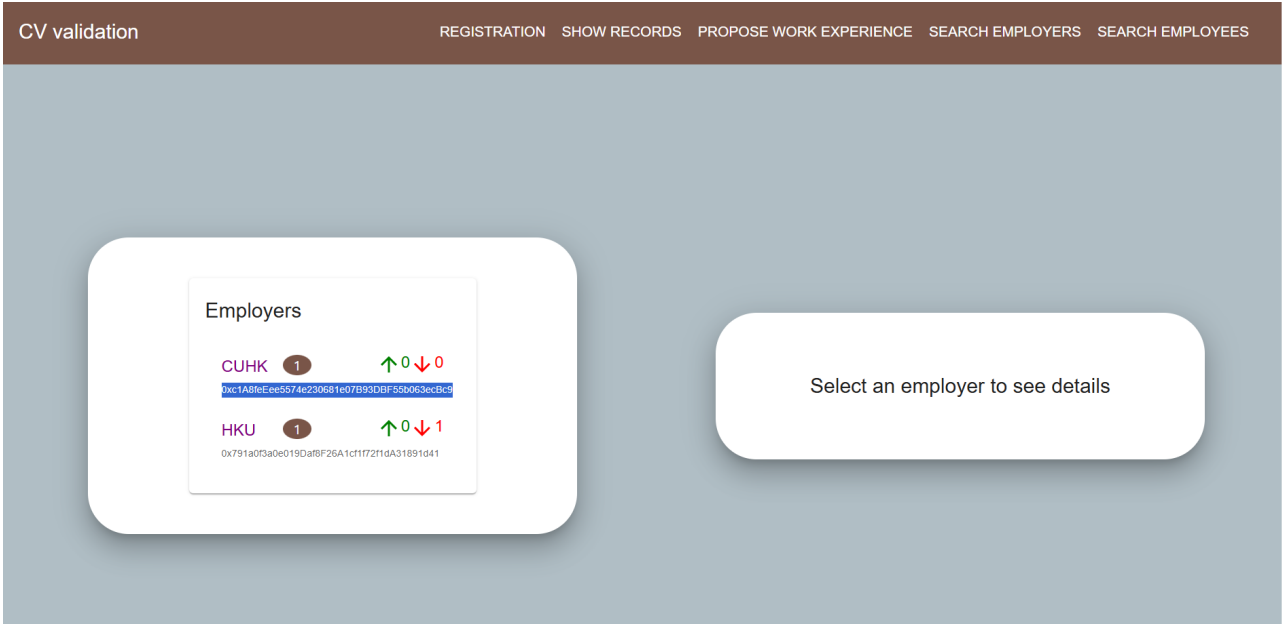 CV validation REGISTRATION SHOW RECORDS PROPOSE WORK EXPERIENCE SEARCH EMPLOYERS SEARCH EMPLOYEES
Employers
CUHK 1 0 0
0xc1A8feEee5574e230681e07B93DBF55b063ecBc9
HKU 1 0 1
0x791a0f3a0e019Daf8F26A1cf1f72f1dA31891d41
Select an employer to see details